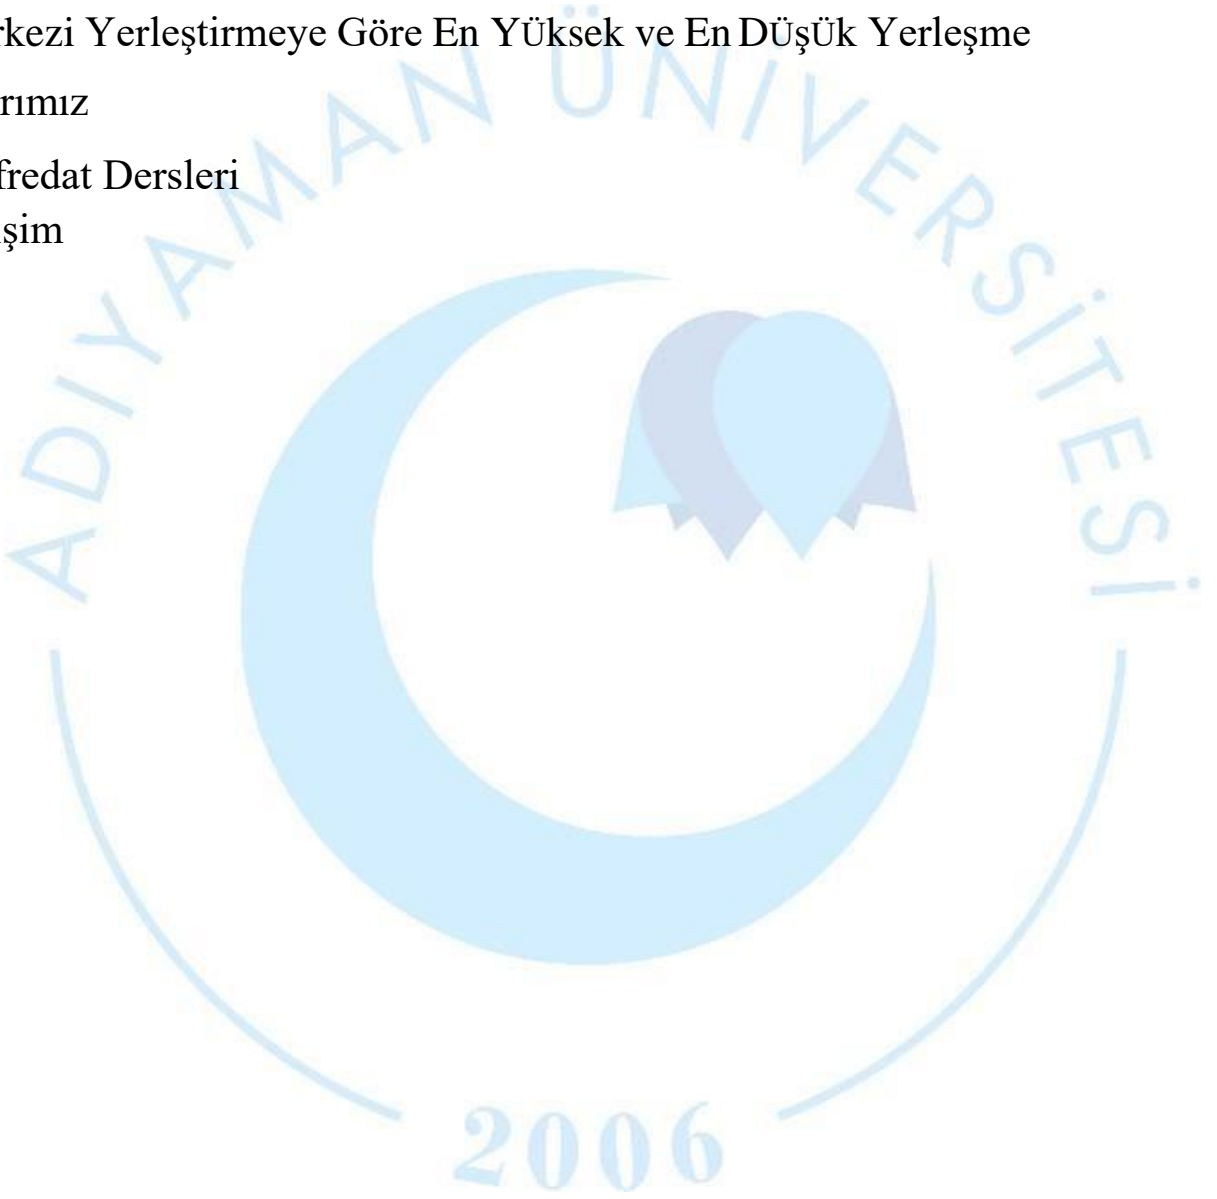 rkezi Yerleştirmeye Göre En YÜksek ve En DÜşÜk Yerleşme
rımız
fredat Dersleri
şim
ADIYAMAN ÜNİVERSİTESİ
2006